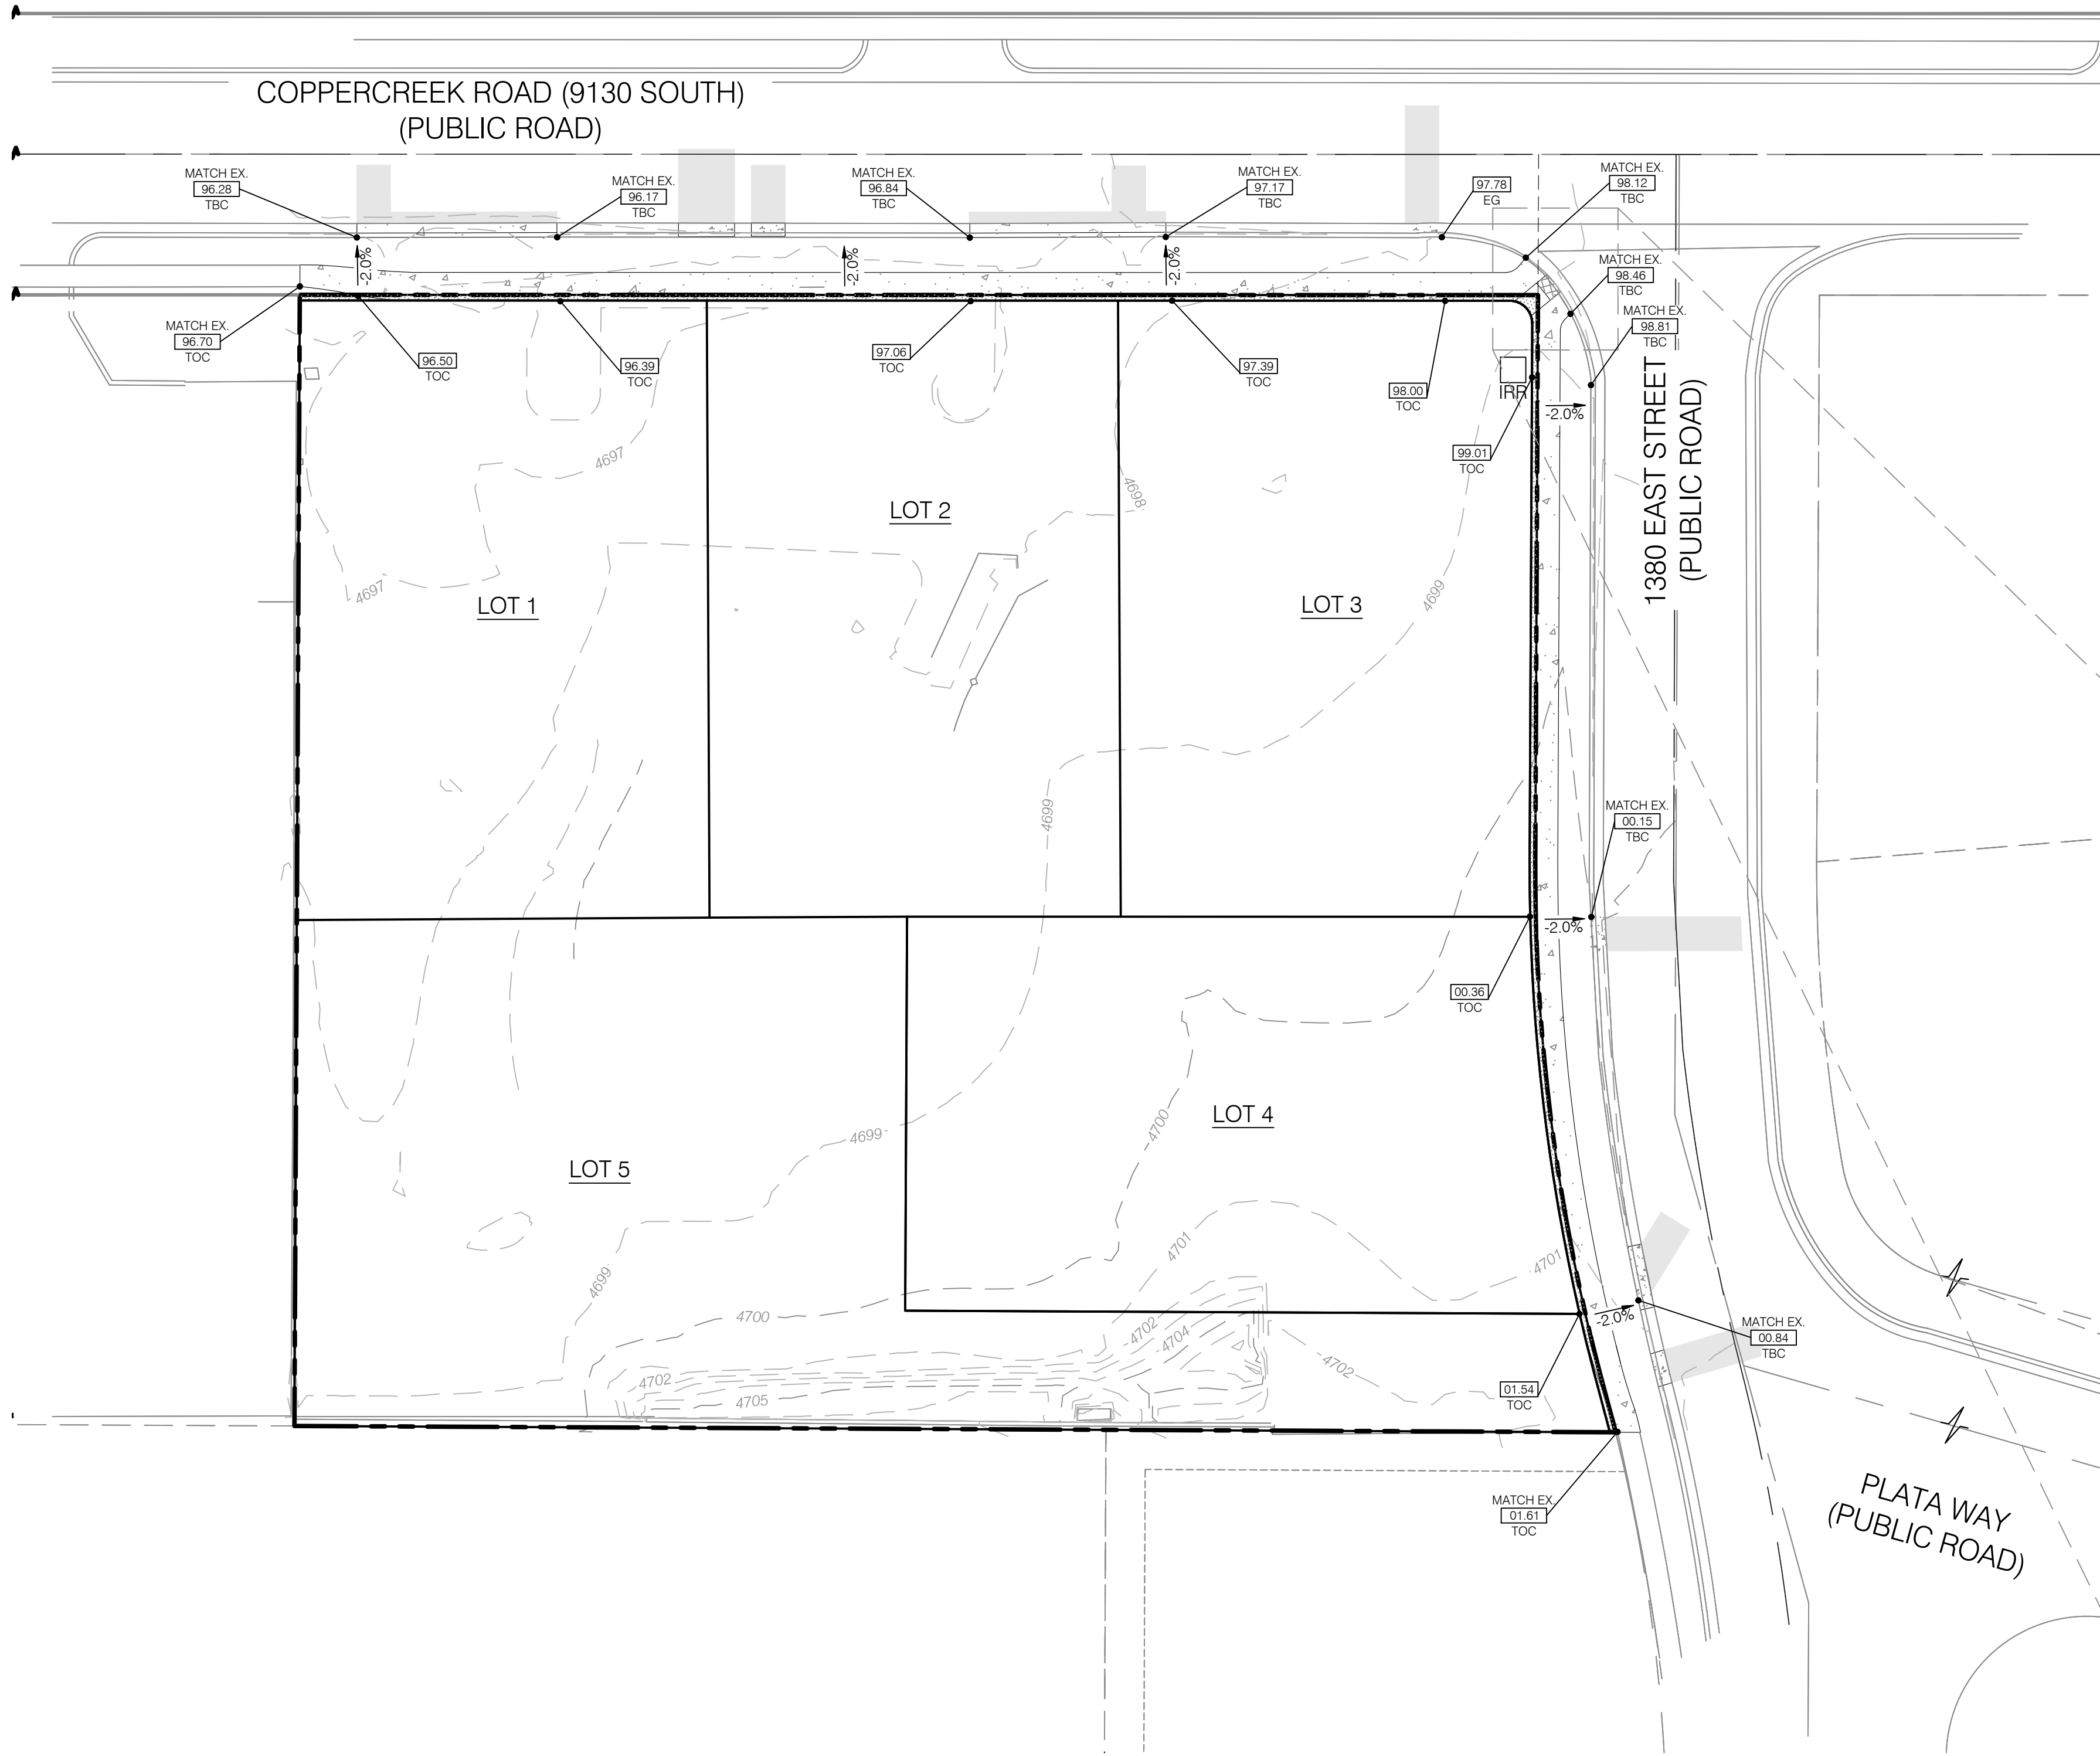 COPPERCREEK ROAD (9130 SOUTH)
(PUBLIC ROAD)
MATCH EX.
96.28
TBC
MATCH EX.
96.17
TBC
MATCH EX.
96.84
TBC
MATCH EX.
97.17
TBC
97.78
EG
MATCH EX.
98.12
TBC
MATCH EX.
98.46
TBC
MATCH EX.
98.81
TBC
-2.0%
-2.0%
-2.0%
MATCH EX.
96.70
TOC
96.50
TOC
96.39
TOC
97.06
TOC
97.39
TOC
98.00
TOC
IRR
-2.0%
99.01
TOC
1380 EAST STREET
(PUBLIC ROAD)
4697
4698
LOT 2
4697
LOT 1
LOT 3
4699
4699
MATCH EX.
00.15
TBC
-2.0%
00.36
TOC
LOT 4
4700
4699
LOT 5
4701
4701
4699
4700
-2.0%
MATCH EX.
00.84
TBC
4702
4704
4702
4702
4705
01.54
TOC
MATCH EX.
01.61
TOC
PLATA WAY
(PUBLIC ROAD)